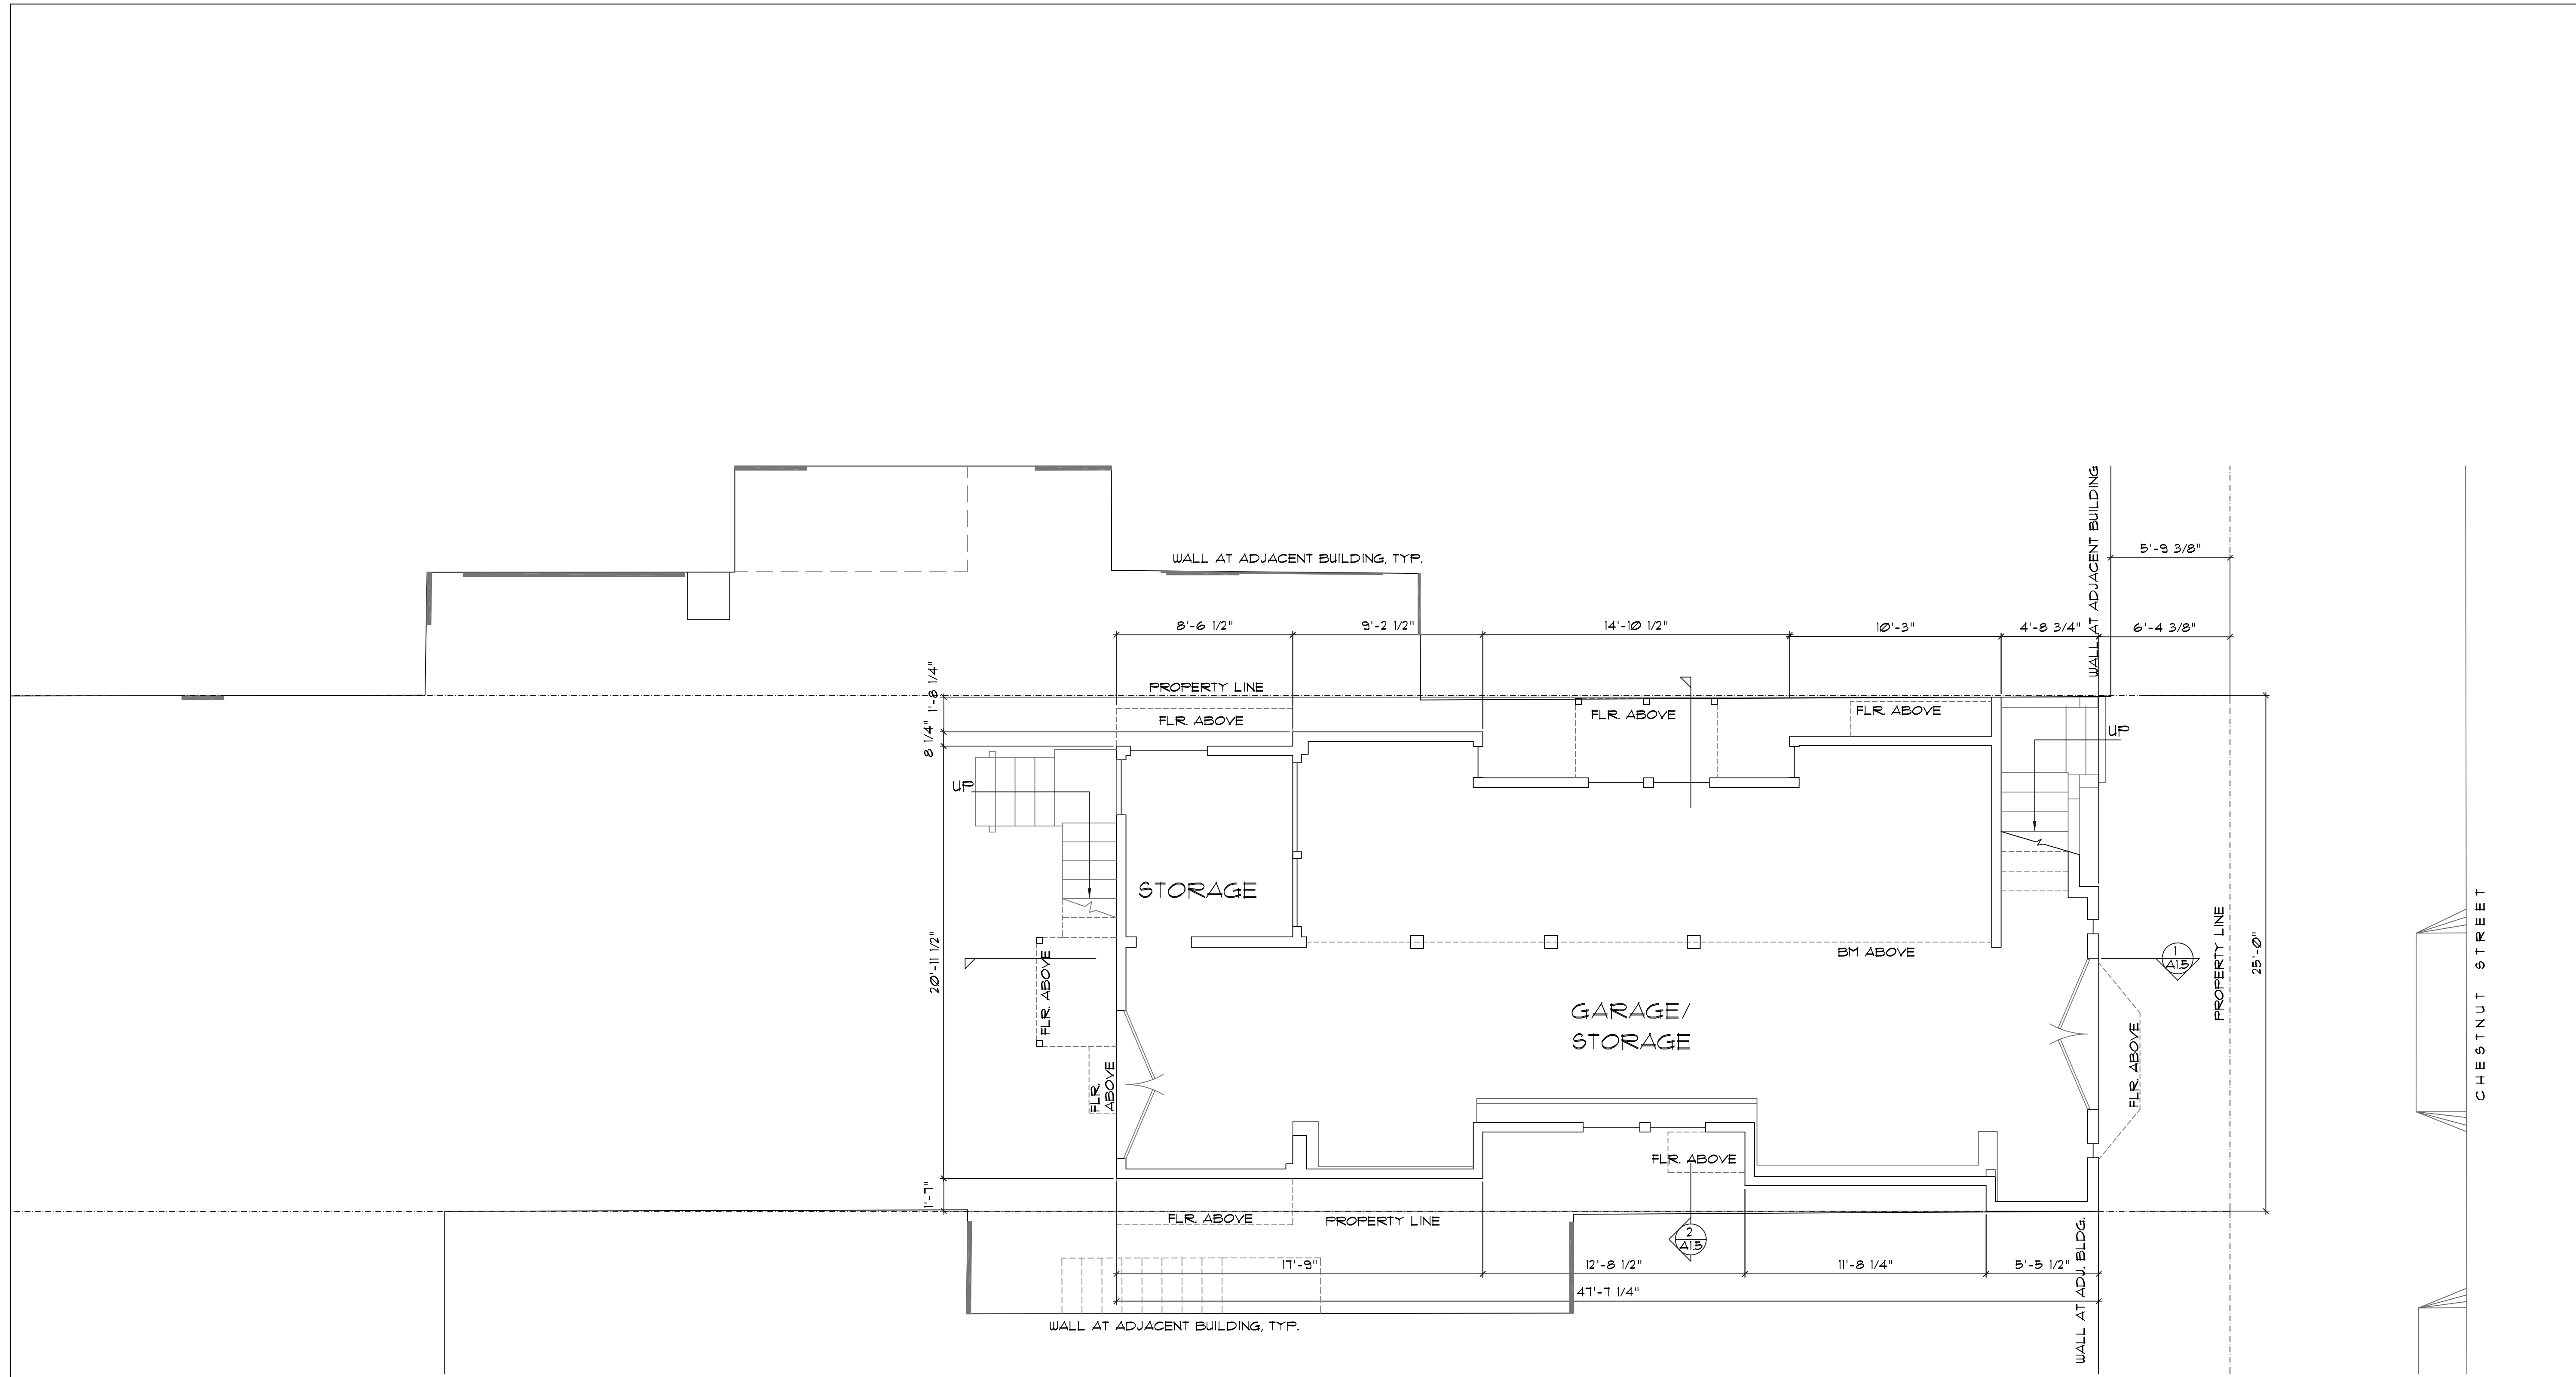 WALL AT ADJACENT BUILDING
5'-9 3/8"
WALL AT ADJACENT BUILDING, TYP.
8'-6 1/2"
9'-2 1/2"
14'-10 1/2"
10'-3"
4'-8 3/4"
6'-4 3/8"
1'-8 1/4"
PROPERTY LINE
FLR. ABOVE
FLR. ABOVE
FLR. ABOVE
8 1/4"
UP
UP
STORAGE
20'-11 1/2"
FLR. ABOVE
BM ABOVE
1
A1.5
PROPERTY LINE
25'-0"
CHESTNUT STREET
GARAGE/
STORAGE
FLR.
ABOVE
FLR. ABOVE
FLR. ABOVE
1'-7"
FLR. ABOVE
PROPERTY LINE
2
A1.5
WALL AT ADJ. BLDG.
17'-9"
12'-8 1/2"
11'-8 1/4"
5'-5 1/2"
47'-7 1/4"
WALL AT ADJACENT BUILDING, TYP.